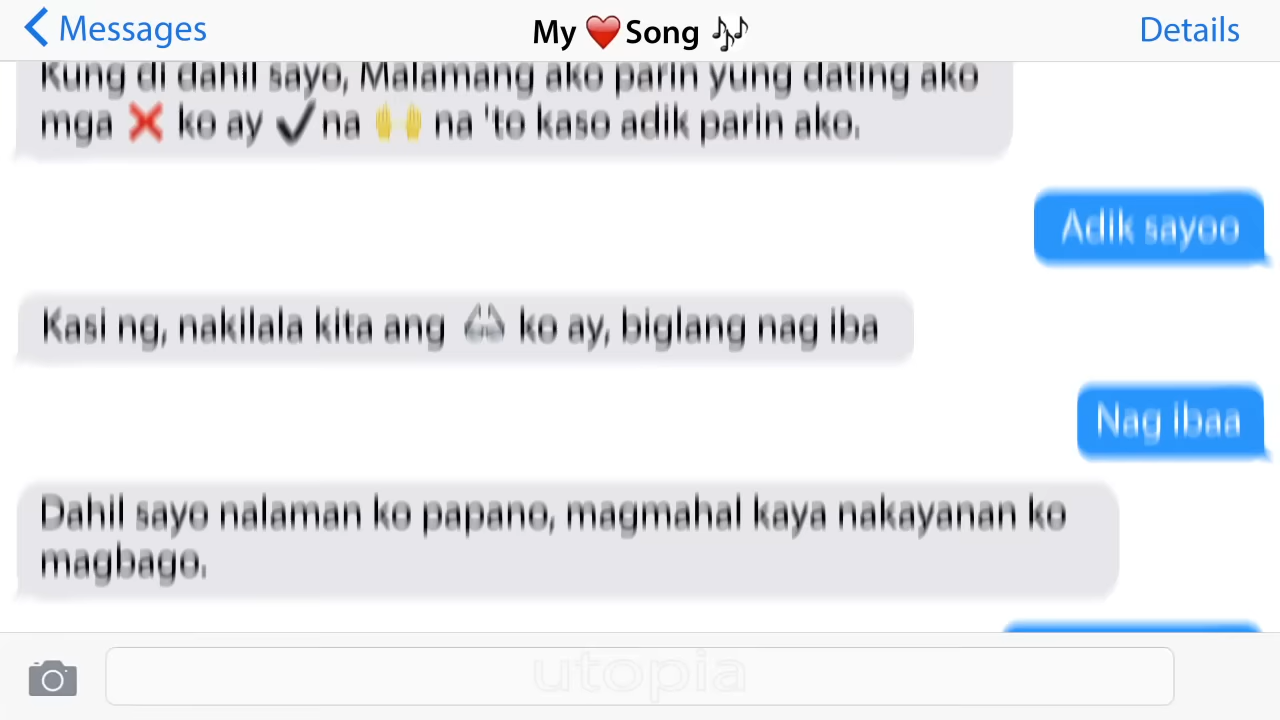 Messages
My ❤️Song 🎶
Details
Kung di dahil sayo, Malamang ako parin yung dating ako
mga ❌ ko ay ✔️na 🙌 na 'to kaso adik parin ako.
Adik sayoo
Kasi ng, nakilala kita ang ko ay, biglang nag iba
Nag ibaa
Dahil sayo nalaman ko papano, magmahal kaya nakayanan ko
magbago.
utopia